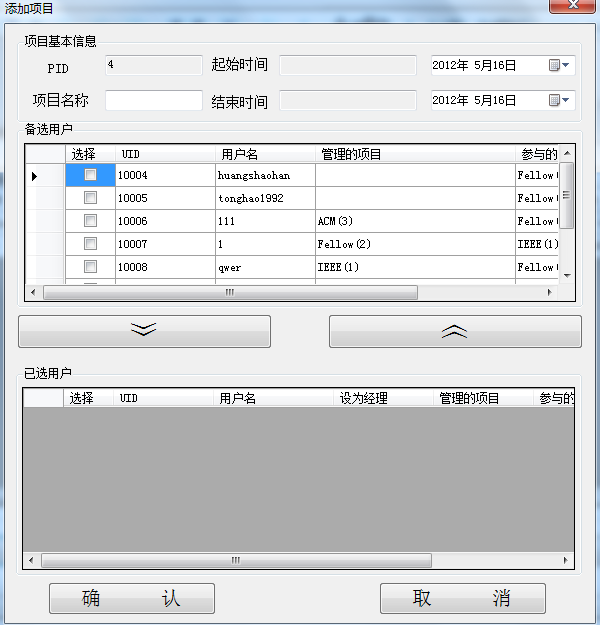 添加项目
项目基本信息
PID 4 起始时间 2012年 5月16日
项目名称 结束时间 2012年 5月16日
备选用户
选择 UID 用户名 管理的项目 参与的
10004 huangshaohan Fellow
10005 tonghao1992 Fellow
10006 111 ACM(3) Fellow
10007 1 Fellow(2) IEEE(1)
10008 qwer IEEE(1) Fellow
已选用户
选择 UID 用户名 设为经理 管理的项目 参与的
确 认 取 消